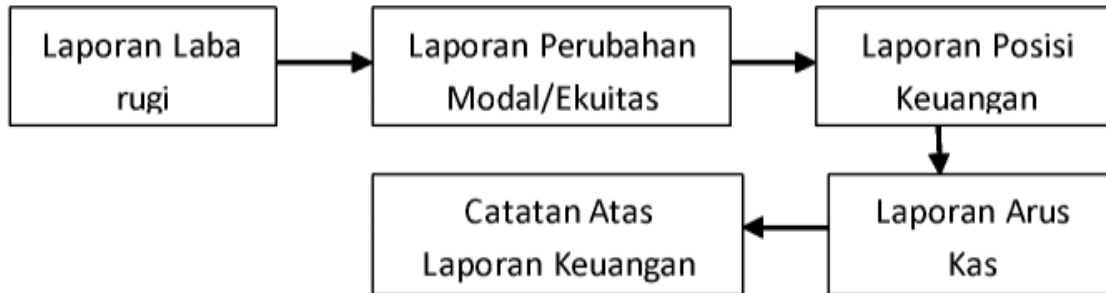 Laporan Laba
rugi
Laporan Perubahan
Modal/Ekuitas
Laporan Posisi
Keuangan
Laporan Arus
Kas
Catatan Atas
Laporan Keuangan